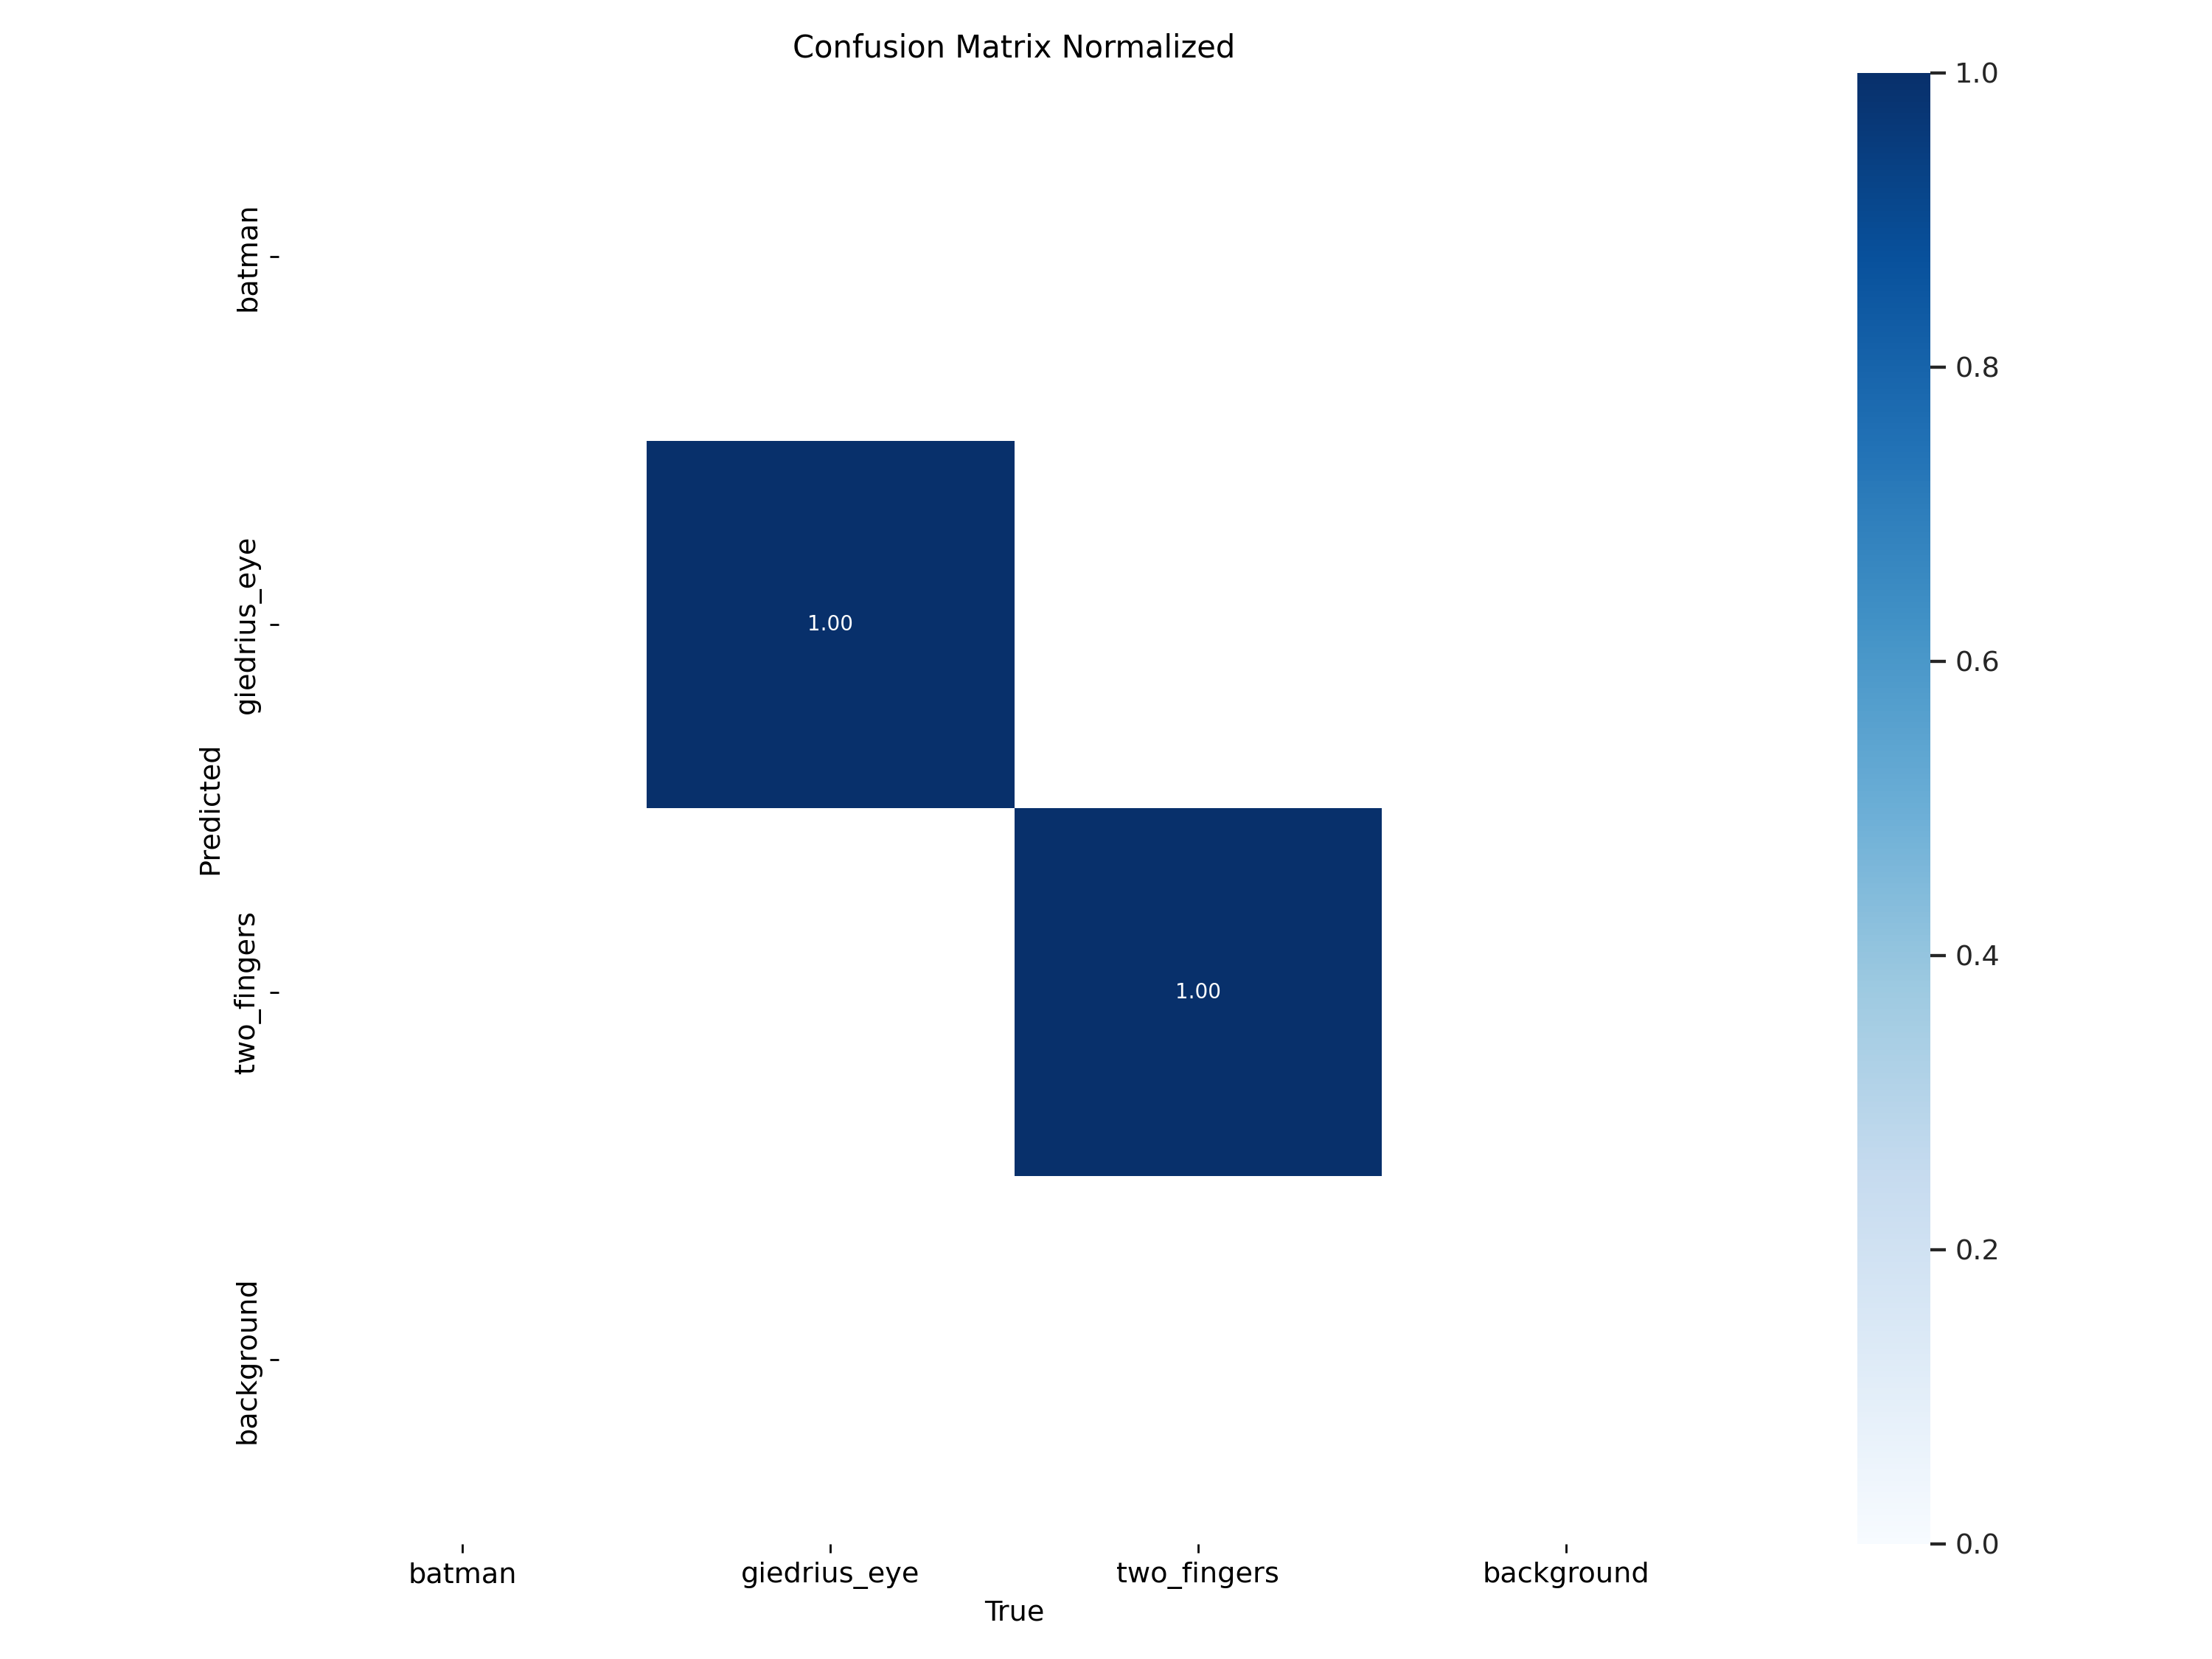 Confusion Matrix Normalized
1.0
0.8
0.6
0.4
0.2
0.0
Predicted
batman
giedrius_eye
two_fingers
background
1.00
1.00
batman giedrius_eye two_fingers background
True